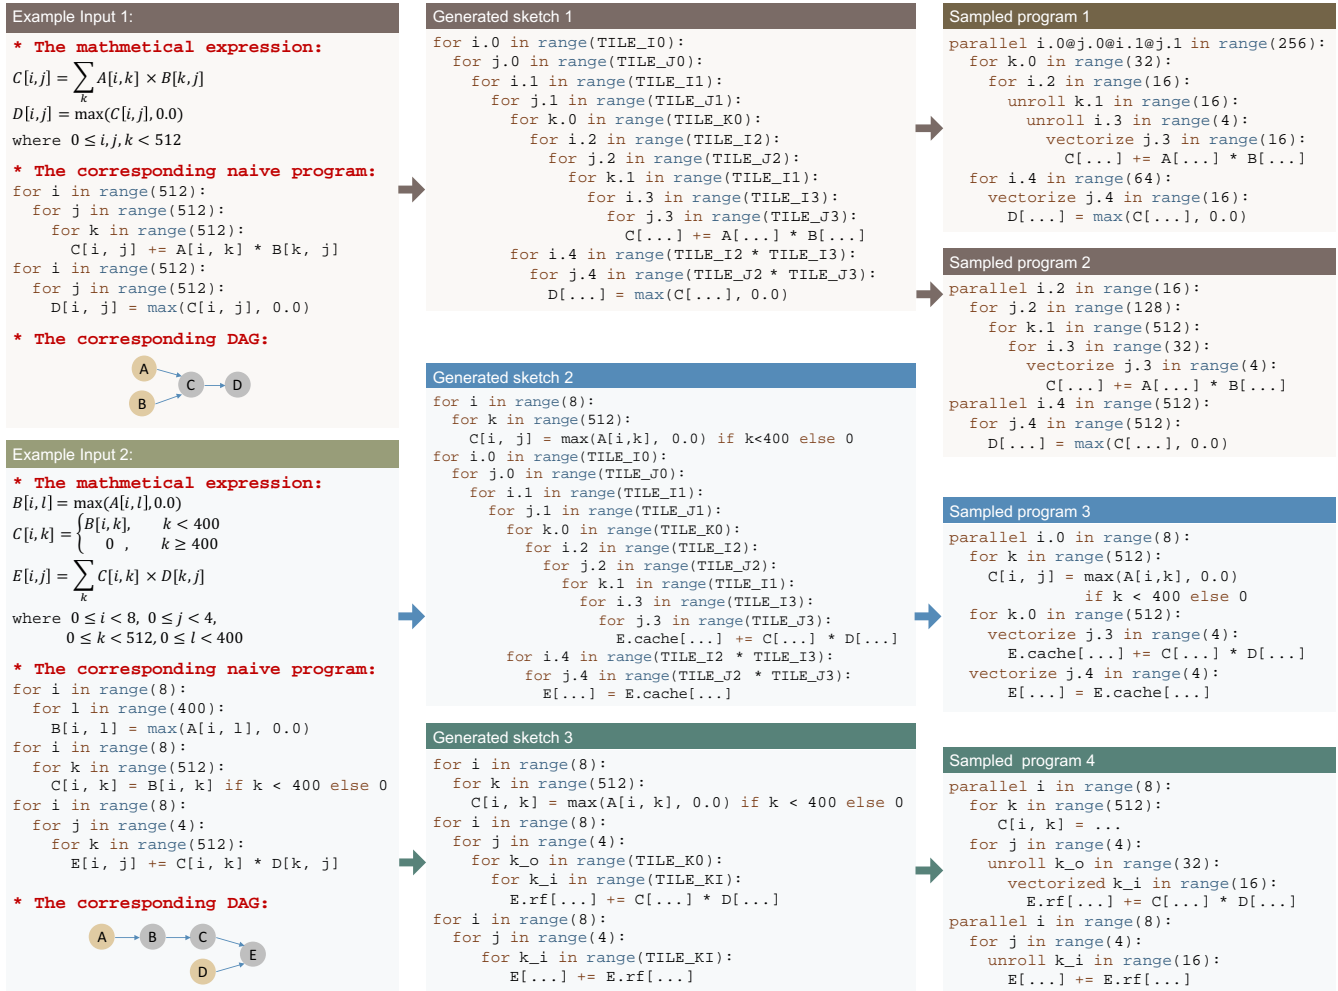 Example Input 1:
* The mathmetical expression:
C[i,j] = ∑ A[i,k] × B[k,j]
k
D[i,j] = max(C[i,j],0.0)
where 0 ≤ i,j,k < 512
* The corresponding naive program:
for i in range(512):
for j in range(512):
for k in range(512):
C[i, j] += A[i, k] * B[k, j]
for i in range(512):
for j in range(512):
D[i, j] = max(C[i, j], 0.0)
* The corresponding DAG:
A
B
C
D
Example Input 2:
* The mathmetical expression:
B[i,l] = max(A[i,l],0.0)
C[i,k] = { B[i,k], k < 400
0 , k ≥ 400
E[i,j] = ∑ C[i,k] × D[k,j]
k
where 0 ≤ i < 8, 0 ≤ j < 4,
0 ≤ k < 512, 0 ≤ l < 400
* The corresponding naive program:
for i in range(8):
for l in range(400):
B[i, l] = max(A[i, l], 0.0)
for i in range(8):
for k in range(512):
C[i, k] = B[i, k] if k < 400 else 0
for i in range(8):
for j in range(4):
for k in range(512):
E[i, j] += C[i, k] * D[k, j]
* The corresponding DAG:
A
B
C
D
E
Generated sketch 1
for i.0 in range(TILE_I0):
for j.0 in range(TILE_J0):
for i.1 in range(TILE_I1):
for j.1 in range(TILE_J1):
for k.0 in range(TILE_K0):
for i.2 in range(TILE_I2):
for j.2 in range(TILE_J2):
for k.1 in range(TILE_I1):
for i.3 in range(TILE_I3):
for j.3 in range(TILE_J3):
C[...] += A[...] * B[...]
for i.4 in range(TILE_I2 * TILE_I3):
for j.4 in range(TILE_J2 * TILE_J3):
D[...] = max(C[...], 0.0)
Generated sketch 2
for i in range(8):
for k in range(512):
C[i, j] = max(A[i,k], 0.0) if k<400 else 0
for i.0 in range(TILE_I0):
for j.0 in range(TILE_J0):
for i.1 in range(TILE_I1):
for j.1 in range(TILE_J1):
for k.0 in range(TILE_K0):
for i.2 in range(TILE_I2):
for j.2 in range(TILE_J2):
for k.1 in range(TILE_I1):
for i.3 in range(TILE_I3):
for j.3 in range(TILE_J3):
E.cache[...] += C[...] * D[...]
for i.4 in range(TILE_I2 * TILE_I3):
for j.4 in range(TILE_J2 * TILE_J3):
E[...] = E.cache[...]
Generated sketch 3
for i in range(8):
for k in range(512):
C[i, k] = max(A[i, k], 0.0) if k < 400 else 0
for i in range(8):
for j in range(4):
for k_o in range(TILE_K0):
for k_i in range(TILE_KI):
E.rf[...] += C[...] * D[...]
for i in range(8):
for j in range(4):
for k_i in range(TILE_KI):
E[...] += E.rf[...]
Sampled program 1
parallel i.0@j.0@i.1@j.1 in range(256):
for k.0 in range(32):
for i.2 in range(16):
unroll k.1 in range(16):
unroll i.3 in range(4):
vectorize j.3 in range(16):
C[...] += A[...] * B[...]
for i.4 in range(64):
vectorize j.4 in range(16):
D[...] = max(C[...], 0.0)
Sampled program 2
parallel i.2 in range(16):
for j.2 in range(128):
for k.1 in range(512):
for i.3 in range(32):
vectorize j.3 in range(4):
C[...] += A[...] * B[...]
parallel i.4 in range(512):
for j.4 in range(512):
D[...] = max(C[...], 0.0)
Sampled program 3
parallel i.0 in range(8):
for k in range(512):
C[i, j] = max(A[i,k], 0.0)
if k < 400 else 0
for k.0 in range(512):
vectorize j.3 in range(4):
E.cache[...] += C[...] * D[...]
vectorize j.4 in range(4):
E[...] = E.cache[...]
Sampled program 4
parallel i in range(8):
for k in range(512):
C[i, k] = ...
for j in range(4):
unroll k_o in range(32):
vectorized k_i in range(16):
E.rf[...] += C[...] * D[...]
parallel i in range(8):
for j in range(4):
unroll k_i in range(16):
E[...] += E.rf[...]